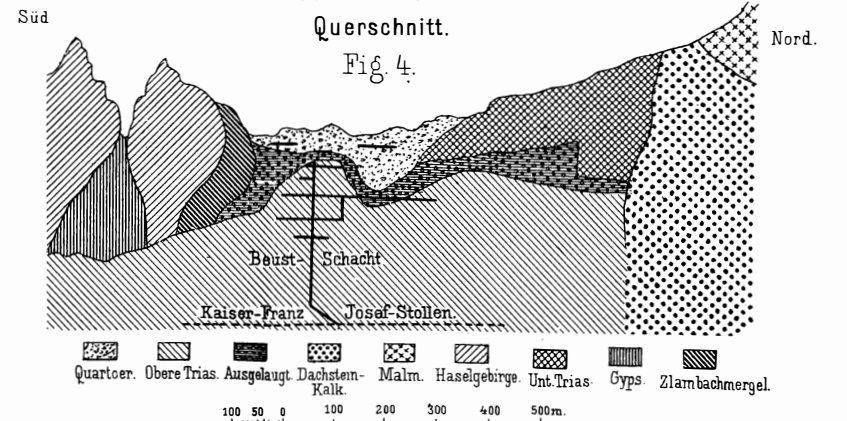 Süd
Querschnitt.
Fig. 4.
Nord.
Beust-Schacht
Kaiser-Franz Josef-Stollen.
Quartoer. Obere Trias. Ausgelaugt. Dachstein-Kalk. Malm. Haselgebirge. Unt.Trias. Gyps. Zlambachmergel.
100 50 0 100 200 300 400 500m.